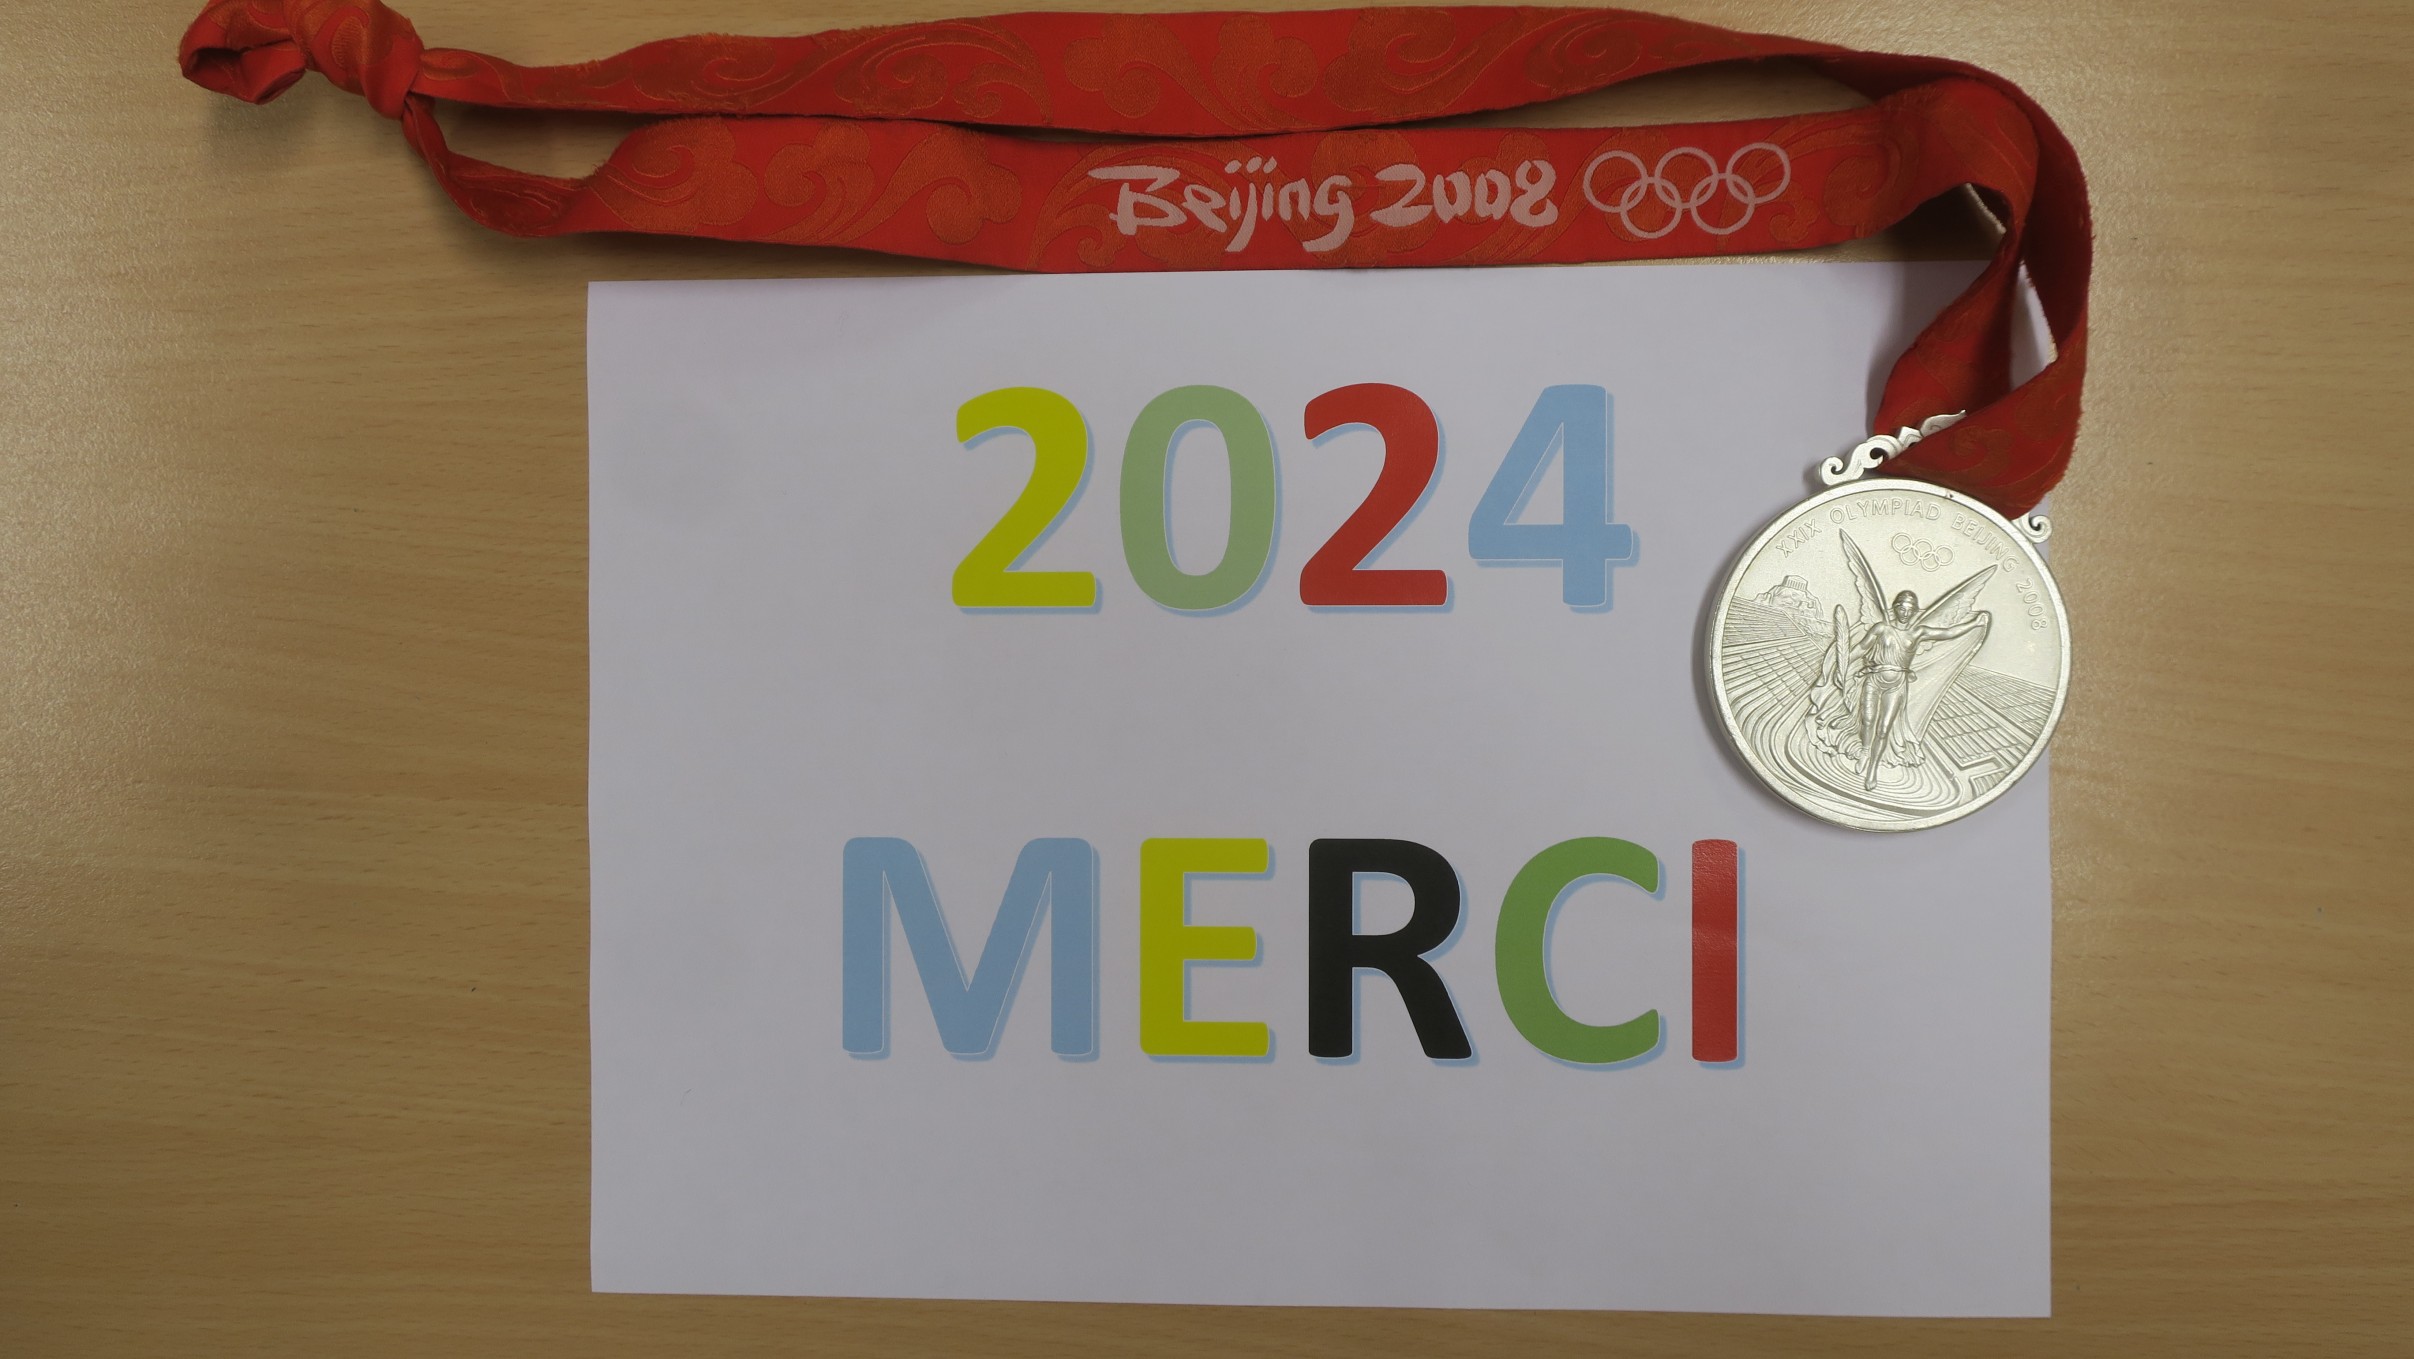 Beijing 2008
2024
XXIX OLYMPIAD BEIJING 2008
MERCI